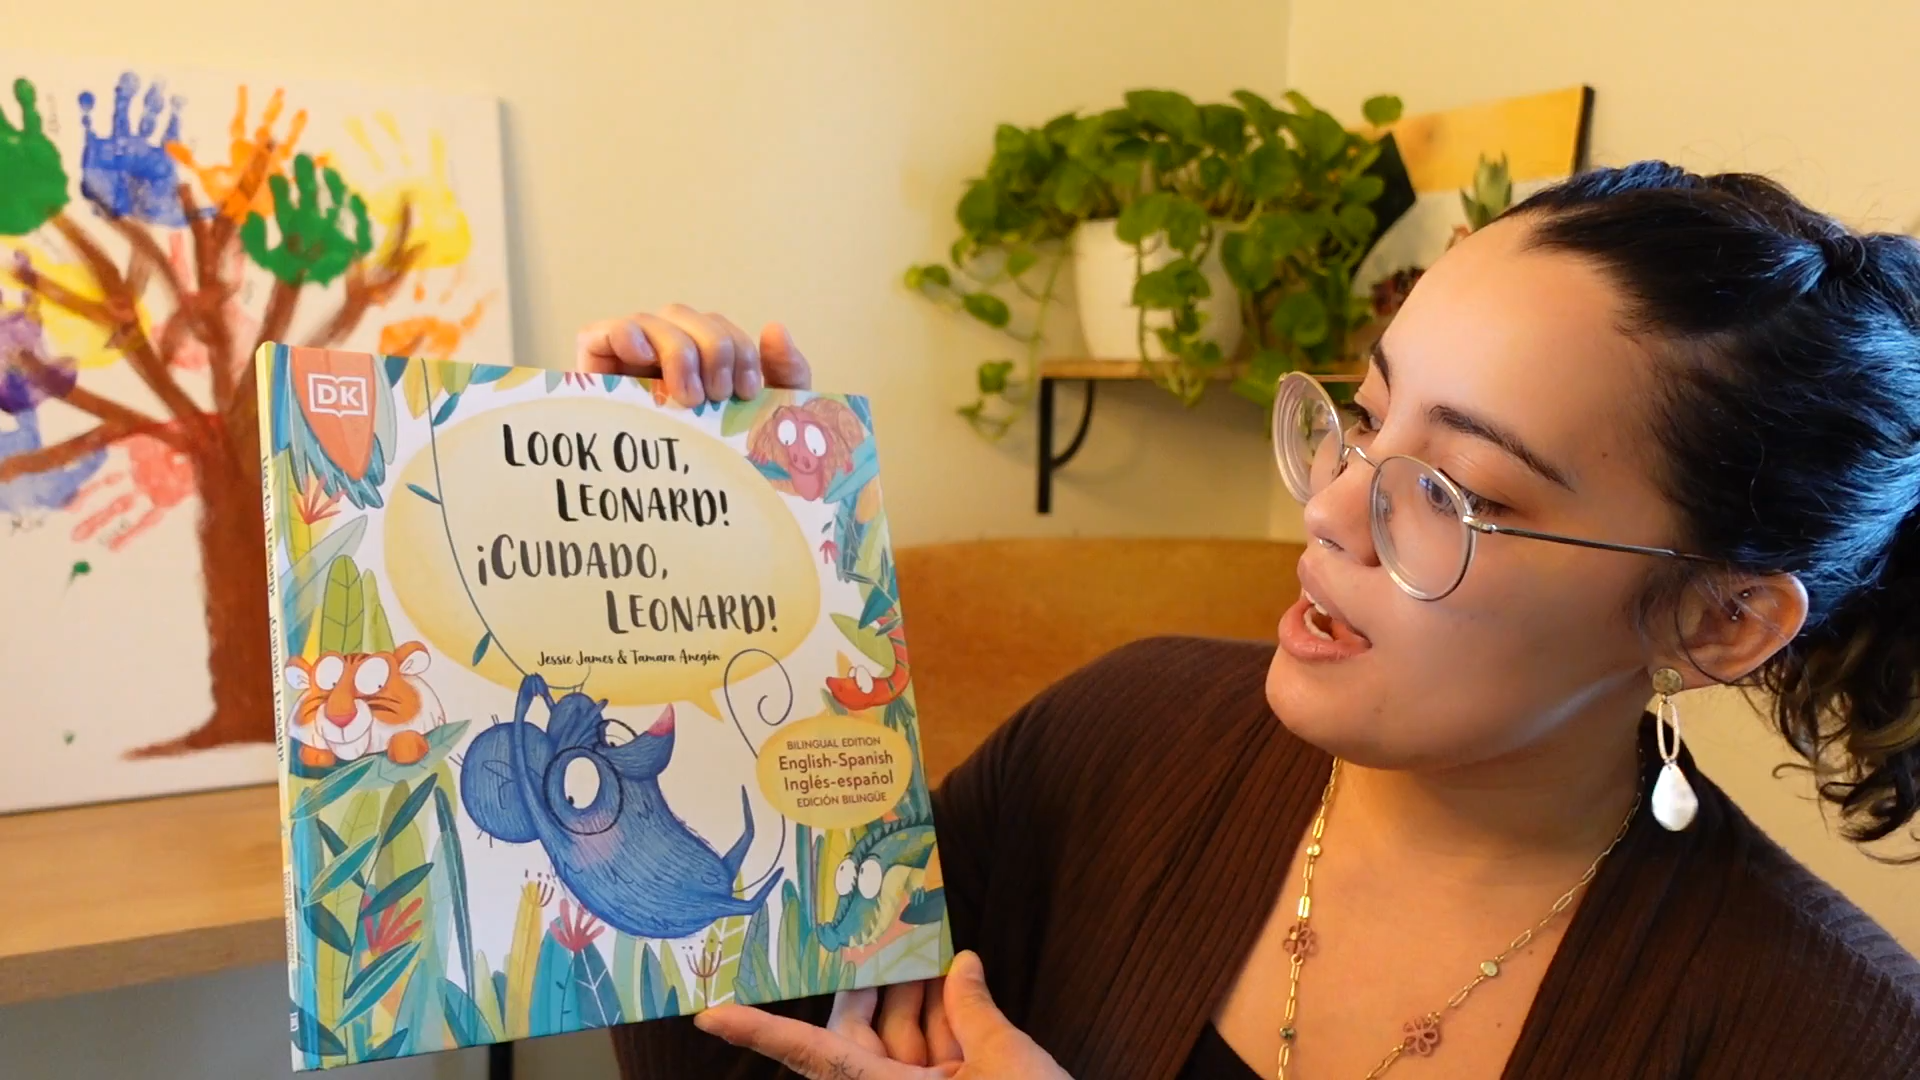 DK
LOOK OUT,
LEONARD!
¡CUIDADO,
LEONARD!
Jessie James & Tamara Anegón
BILINGUAL EDITION
English-Spanish
Inglés-español
EDICIÓN BILINGÜE